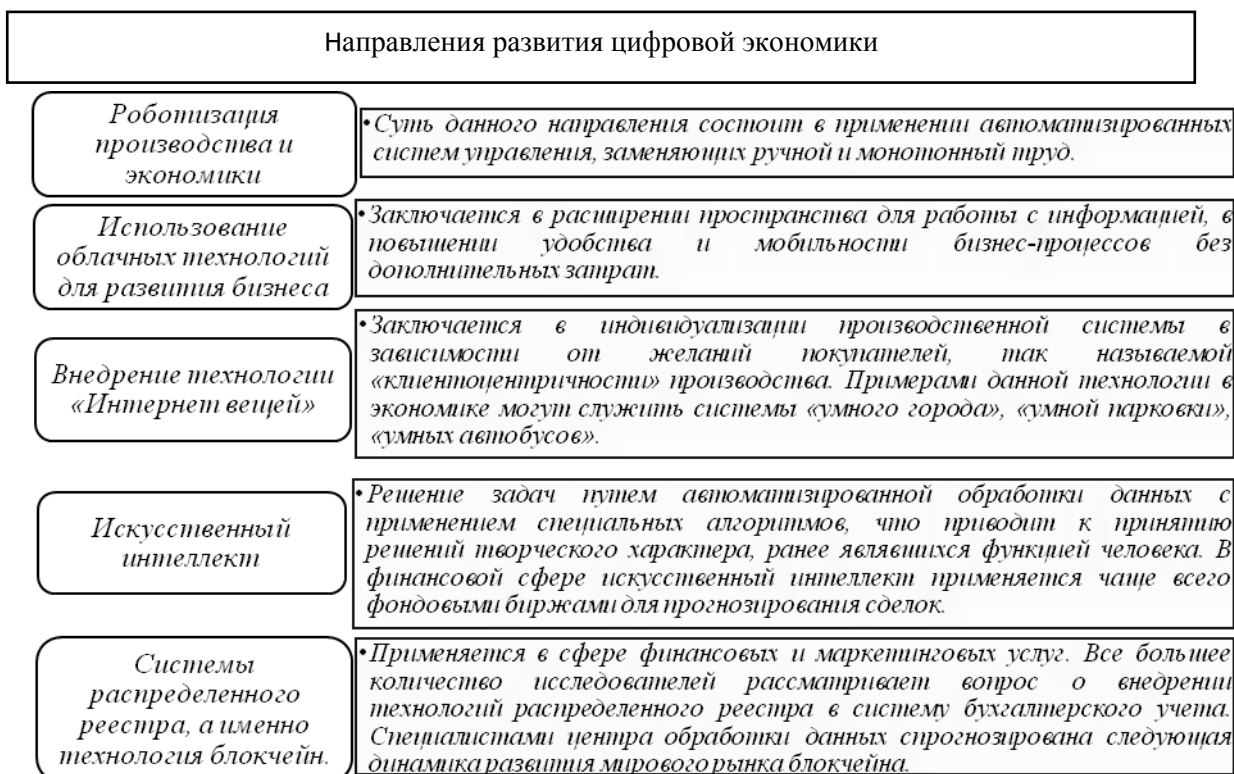 Направления развития цифровой экономики
Роботизация
производства и
экономики
•Суть данного направления состоит в применении автоматизированных
систем управления, заменяющих ручной и монотонный труд.
Использование
облачных технологий
для развития бизнеса
•Заключается в расширении пространства для работы с информацией, в
повышении удобства и мобильности бизнес-процессов без
дополнительных затрат.
Внедрение технологии
«Интернет вещей»
•Заключается в индивидуализации производственной системы в
зависимости от желаний покупателей, так называемой
«клиентоцентричности» производства. Примерами данной технологии в
экономике могут служить системы «умного города», «умной парковки»,
«умных автобусов».
Искусственный
интеллект
•Решение задач путем автоматизированной обработки данных с
применением специальных алгоритмов, что приводит к принятию
решений творческого характера, ранее являвшихся функцией человека. В
финансовой сфере искусственный интеллект применяется чаще всего
фондовыми биржами для прогнозирования сделок.
Системы
распределенного
реестра, а именно
технология блокчейн.
•Применяется в сфере финансовых и маркетинговых услуг. Все большее
количество исследователей рассматривает вопрос о внедрении
технологий распределенного реестра в систему бухгалтерского учета.
Специалистами центра обработки данных спрогнозирована следующая
динамика развития мирового рынка блокчейна.